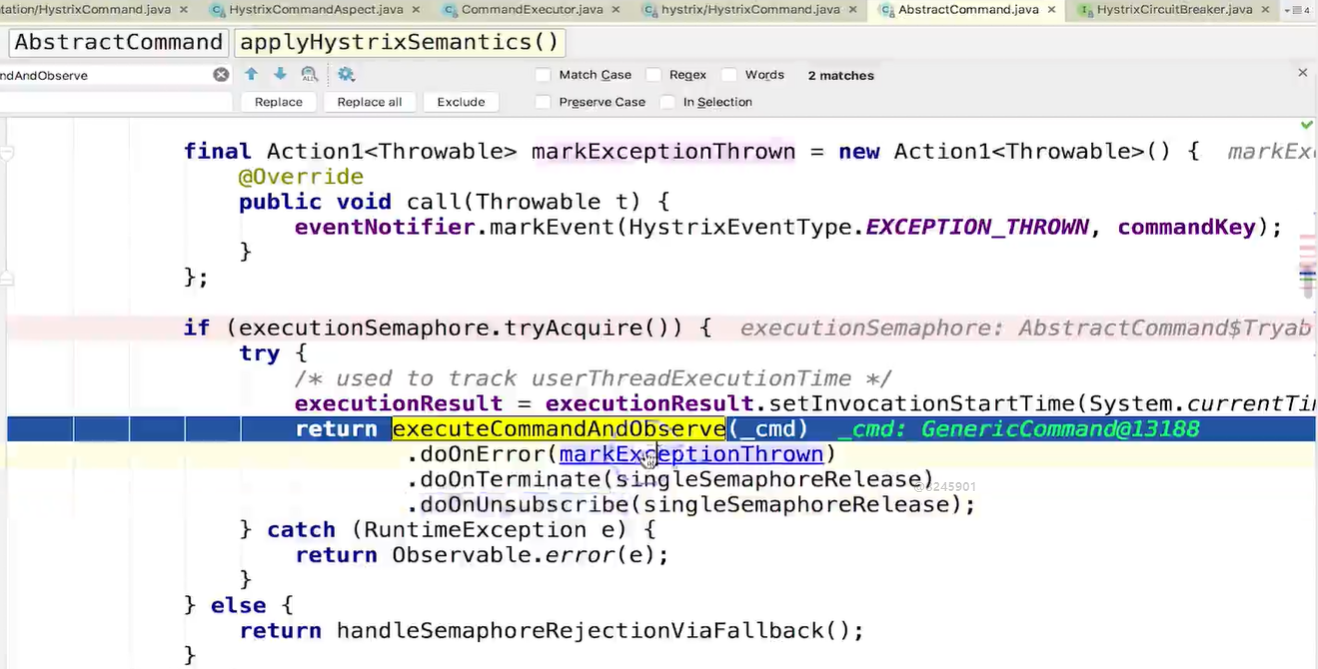 tation/HystrixCommand.java × HystrixCommandAspect.java × CommandExecutor.java × hystrix/HystrixCommand.java × AbstractCommand.java × HystrixCircuitBreaker.java × 4
AbstractCommand applyHystrixSemantics()
ndAndObserve Match Case Regex Words 2 matches
Replace Replace all Exclude Preserve Case In Selection
final Action1<Throwable> markExceptionThrown = new Action1<Throwable>() { markExc
@Override
public void call(Throwable t) {
eventNotifier.markEvent(HystrixEventType.EXCEPTION_THROWN, commandKey);
}
};
if (executionSemaphore.tryAcquire()) { executionSemaphore: AbstractCommand$Tryab
try {
/* used to track userThreadExecutionTime */
executionResult = executionResult.setInvocationStartTime(System.currentTim
return executeCommandAndObserve(_cmd) _cmd: GenericCommand@13188
.doOnError(markExceptionThrown)
.doOnTerminate(singleSemaphoreRelease)
.doOnUnsubscribe(singleSemaphoreRelease);
} catch (RuntimeException e) {
return Observable.error(e);
}
} else {
return handleSemaphoreRejectionViaFallback();
}